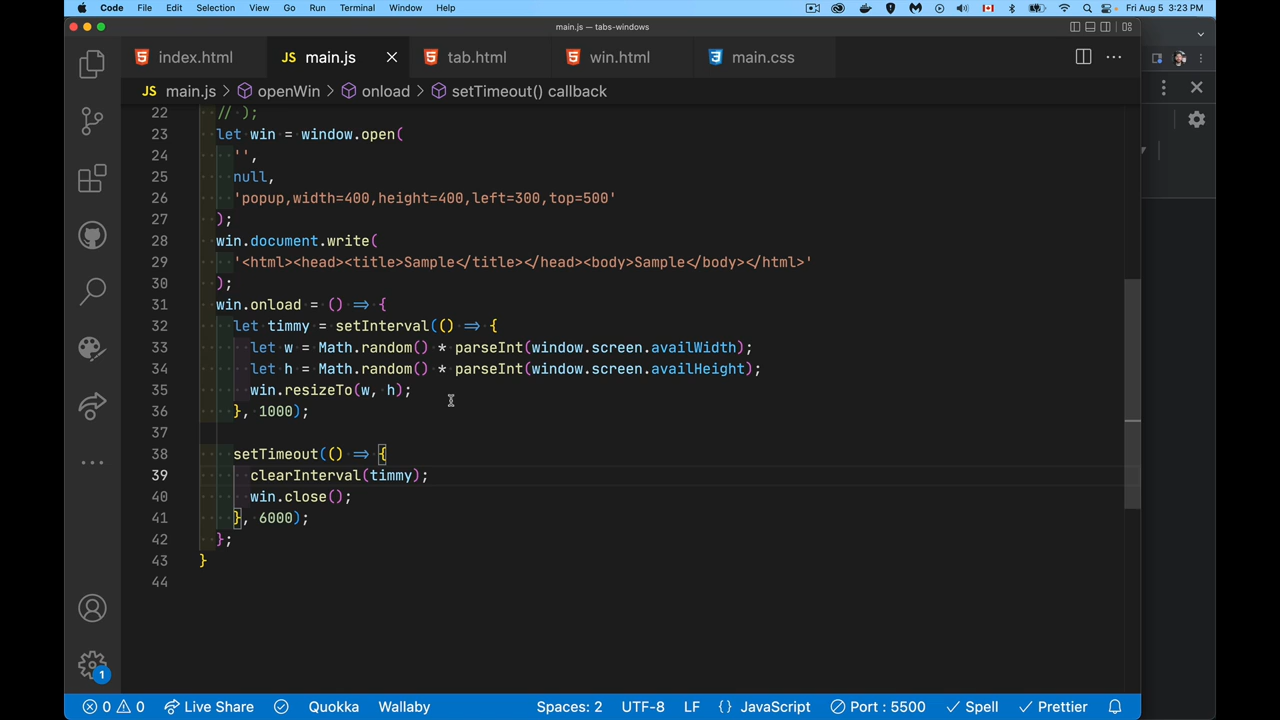 Code File Edit Selection View Go Run Terminal Window Help Fri Aug 5 3:23 PM
main.js — tabs-windows
index.html JS main.js tab.html win.html main.css
JS main.js > openWin > onload > setTimeout() callback
22 // );
23 let win = window.open(
24 '',
25 null,
26 'popup,width=400,height=400,left=300,top=500'
27 );
28 win.document.write(
29 '<html><head><title>Sample</title></head><body>Sample</body></html>'
30 );
31 win.onload = () => {
32 let timmy = setInterval(() => {
33 let w = Math.random() * parseInt(window.screen.availWidth);
34 let h = Math.random() * parseInt(window.screen.availHeight);
35 win.resizeTo(w, h);
36 }, 1000);
37
38 setTimeout(() => {
39 clearInterval(timmy);
40 win.close();
41 }, 6000);
42 };
43 }
44
1
0 0 Live Share Quokka Wallaby Spaces: 2 UTF-8 LF {} JavaScript Port : 5500 Spell Prettier